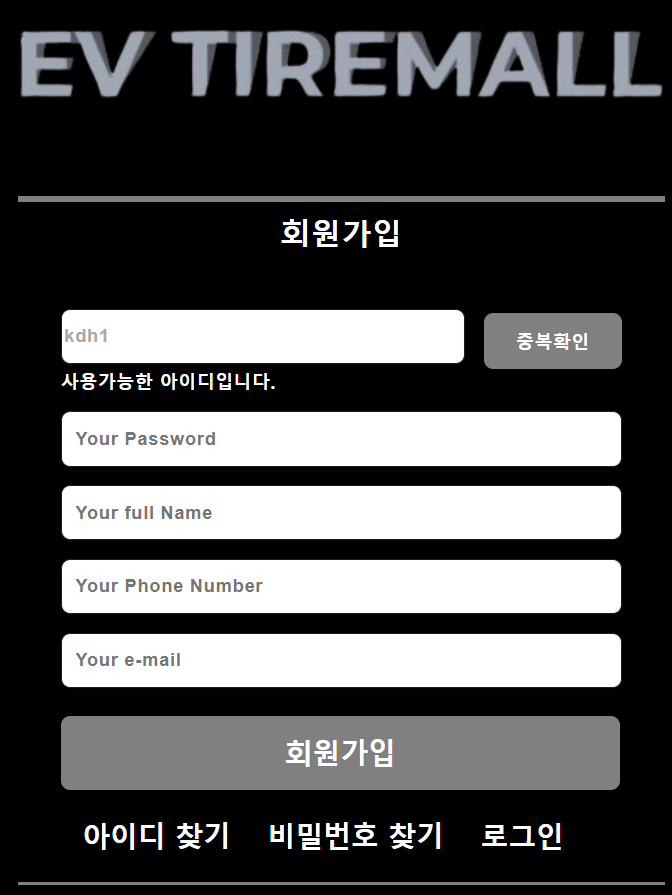 EV TIREMALL
회원가입
kdh1 중복확인
사용가능한 아이디입니다.
Your Password
Your full Name
Your Phone Number
Your e-mail
회원가입
아이디 찾기 비밀번호 찾기 로그인